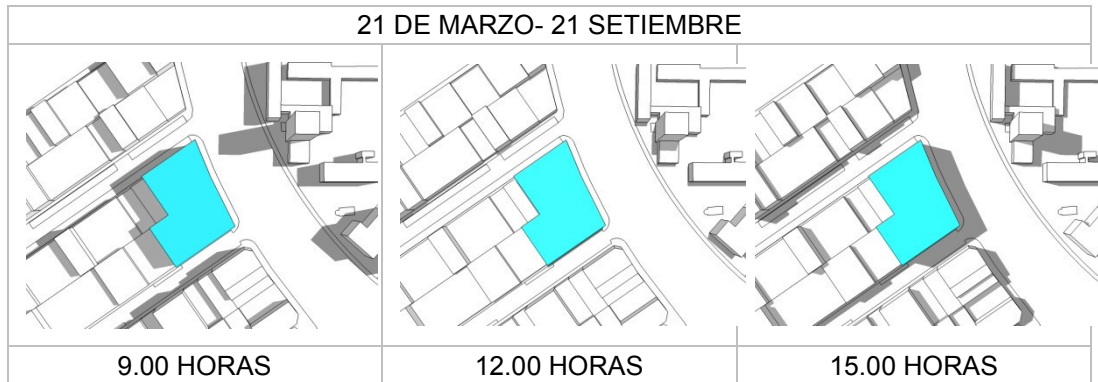 21 DE MARZO- 21 SETIEMBRE
9.00 HORAS
12.00 HORAS
15.00 HORAS